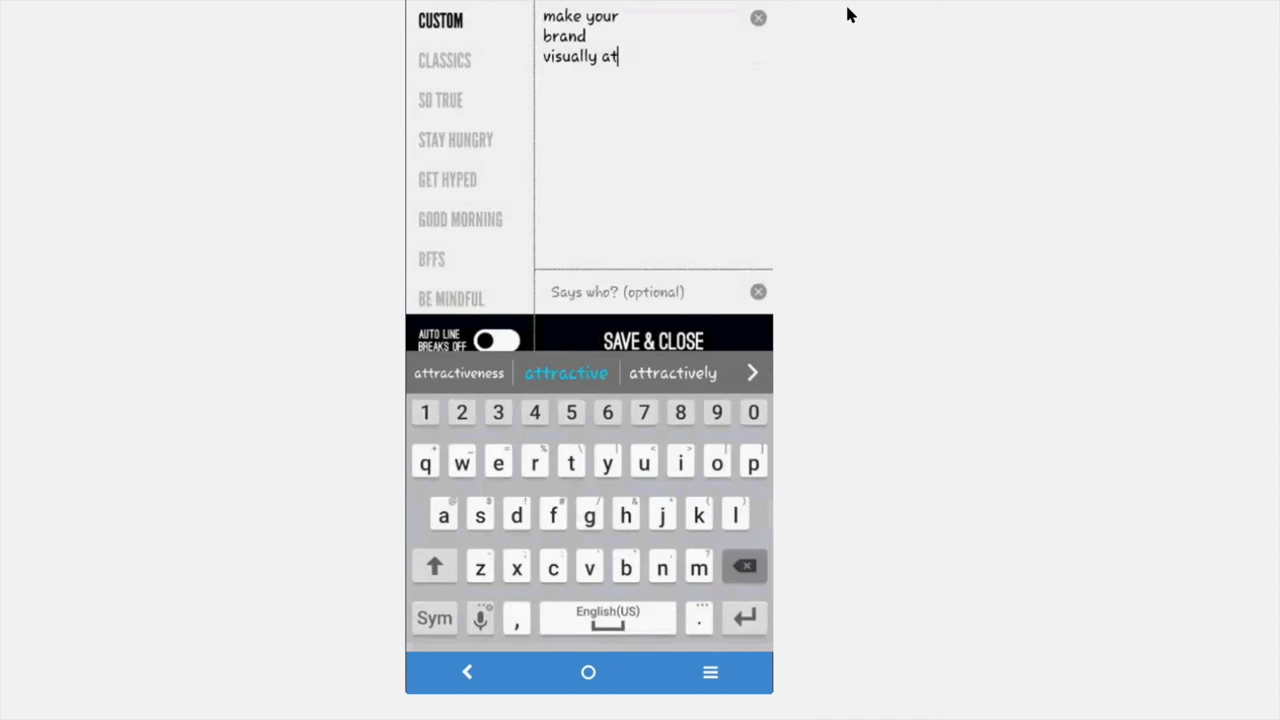 CUSTOM
CLASSICS
SO TRUE
STAY HUNGRY
GET HYPED
GOOD MORNING
BFFS
BE MINDFUL
make your
brand
visually at
Says who? (optional)
AUTO LINE
BREAKS OFF
SAVE & CLOSE
attractiveness attractive attractively
1 2 3 4 5 6 7 8 9 0
q w e r t y u i o p
a s d f g h j k l
z x c v b n m
Sym , English(US) .